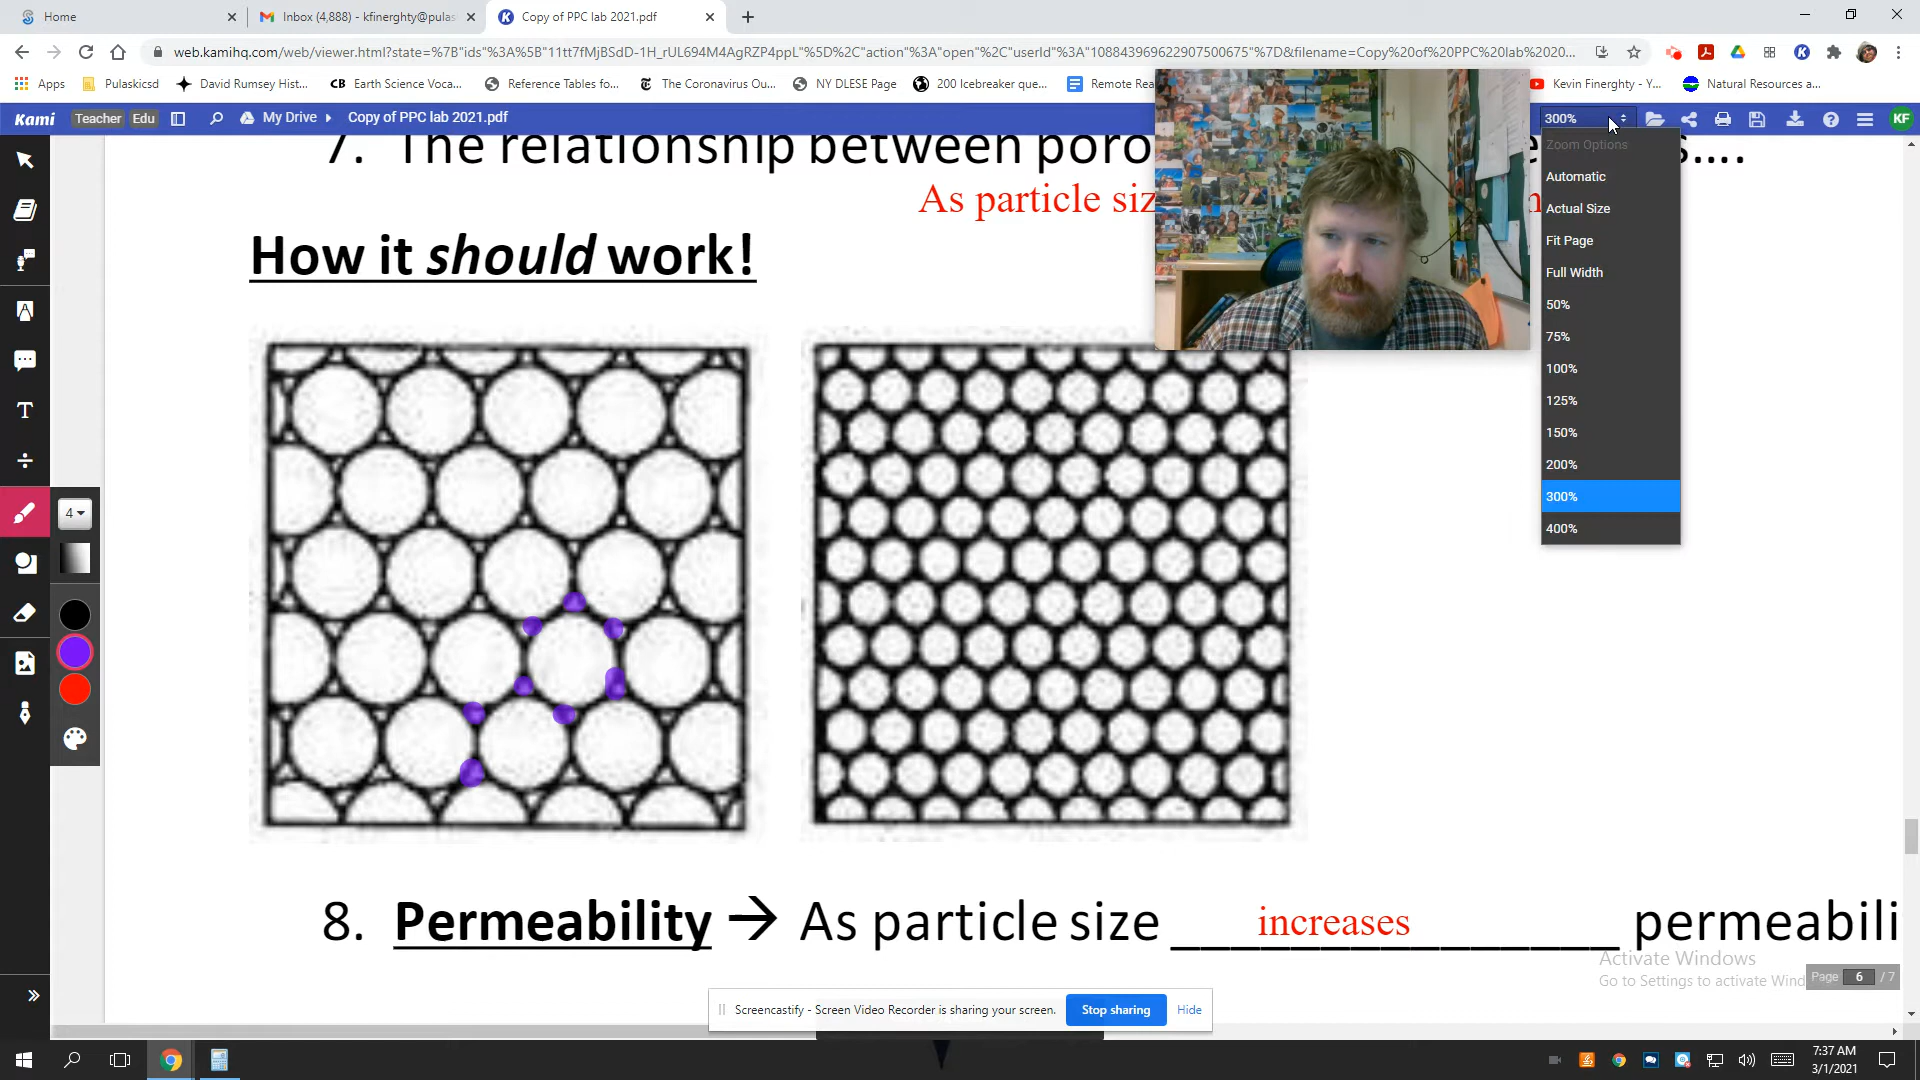 Home
Inbox (4,888) - kfinerghty@pulas
Copy of PPC lab 2021.pdf
web.kamihq.com/web/viewer.html?state=%7B"ids"%3A%5B"11tt7fMjBSdD-1H_rUL694M4AgRZP4ppL"%5D%2C"action"%3A"open"%2C"userId"%3A"108843969622907500675"%7D&filename=Copy%20of%20PPC%20lab%20...
Apps
Pulaskicsd
David Rumsey Hist...
CB Earth Science Voca...
Reference Tables fo...
The Coronavirus Ou...
NY DLESE Page
200 Icebreaker que...
Remote Rea
Kevin Finerghty - Y...
Natural Resources a...
Kami
Teacher
Edu
My Drive
Copy of PPC lab 2021.pdf
300%
KF
Zoom Options
Automatic
Actual Size
Fit Page
Full Width
50%
75%
100%
125%
150%
200%
300%
400%
7. The relationship between poro
s....
As particle siz
How it should work!
4
8. Permeability → As particle size ________________ permeabili
increases
Activate Windows
Go to Settings to activate Wind
Page 6 / 7
Screencastify - Screen Video Recorder is sharing your screen.
Stop sharing
Hide
7:37 AM
3/1/2021